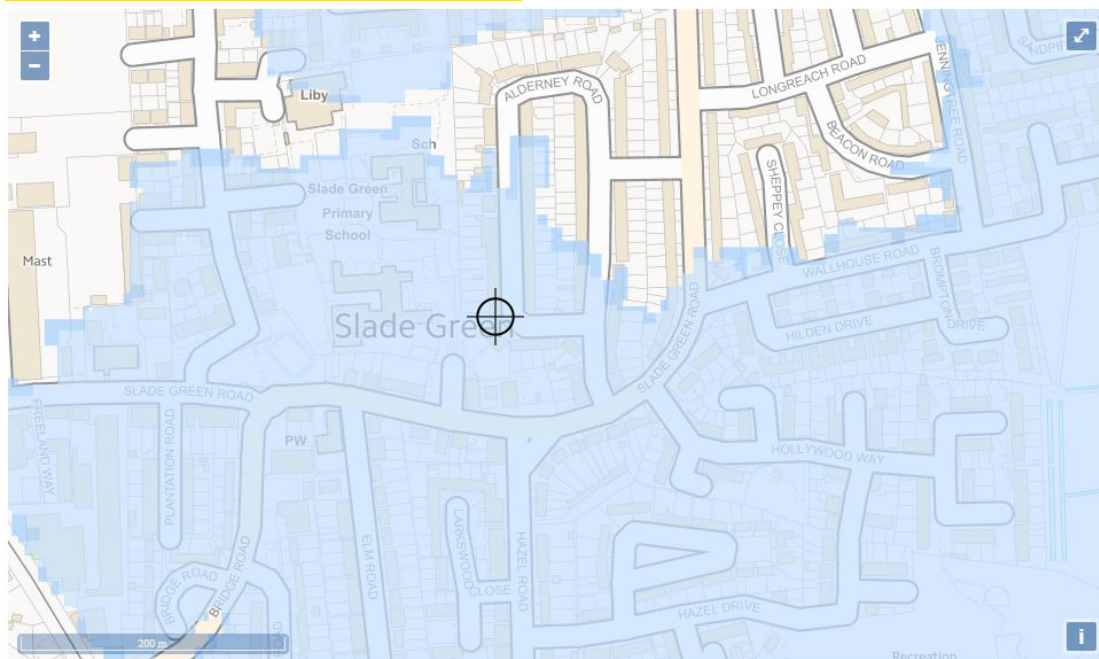 +
−
Liby
Sch
ALDERNEY ROAD
LONGREACH ROAD
BEACON ROAD
SHEPPEY CLOSE
Slade Green
Primary
School
Mast
WALLHOUSE ROAD
BROMPTON DRIVE
HILDEN DRIVE
Slade Green
SLADE GREEN ROAD
SLADE GREEN ROAD
FREELAND WAY
PLANTATION ROAD
PW
HOLLYWOOD WAY
LARKSWOOD CLOSE
HAZEL ROAD
ELM ROAD
BRIDGE ROAD
BRIDGE ROAD
HAZEL DRIVE
ROAD
200 m
Recreation
i